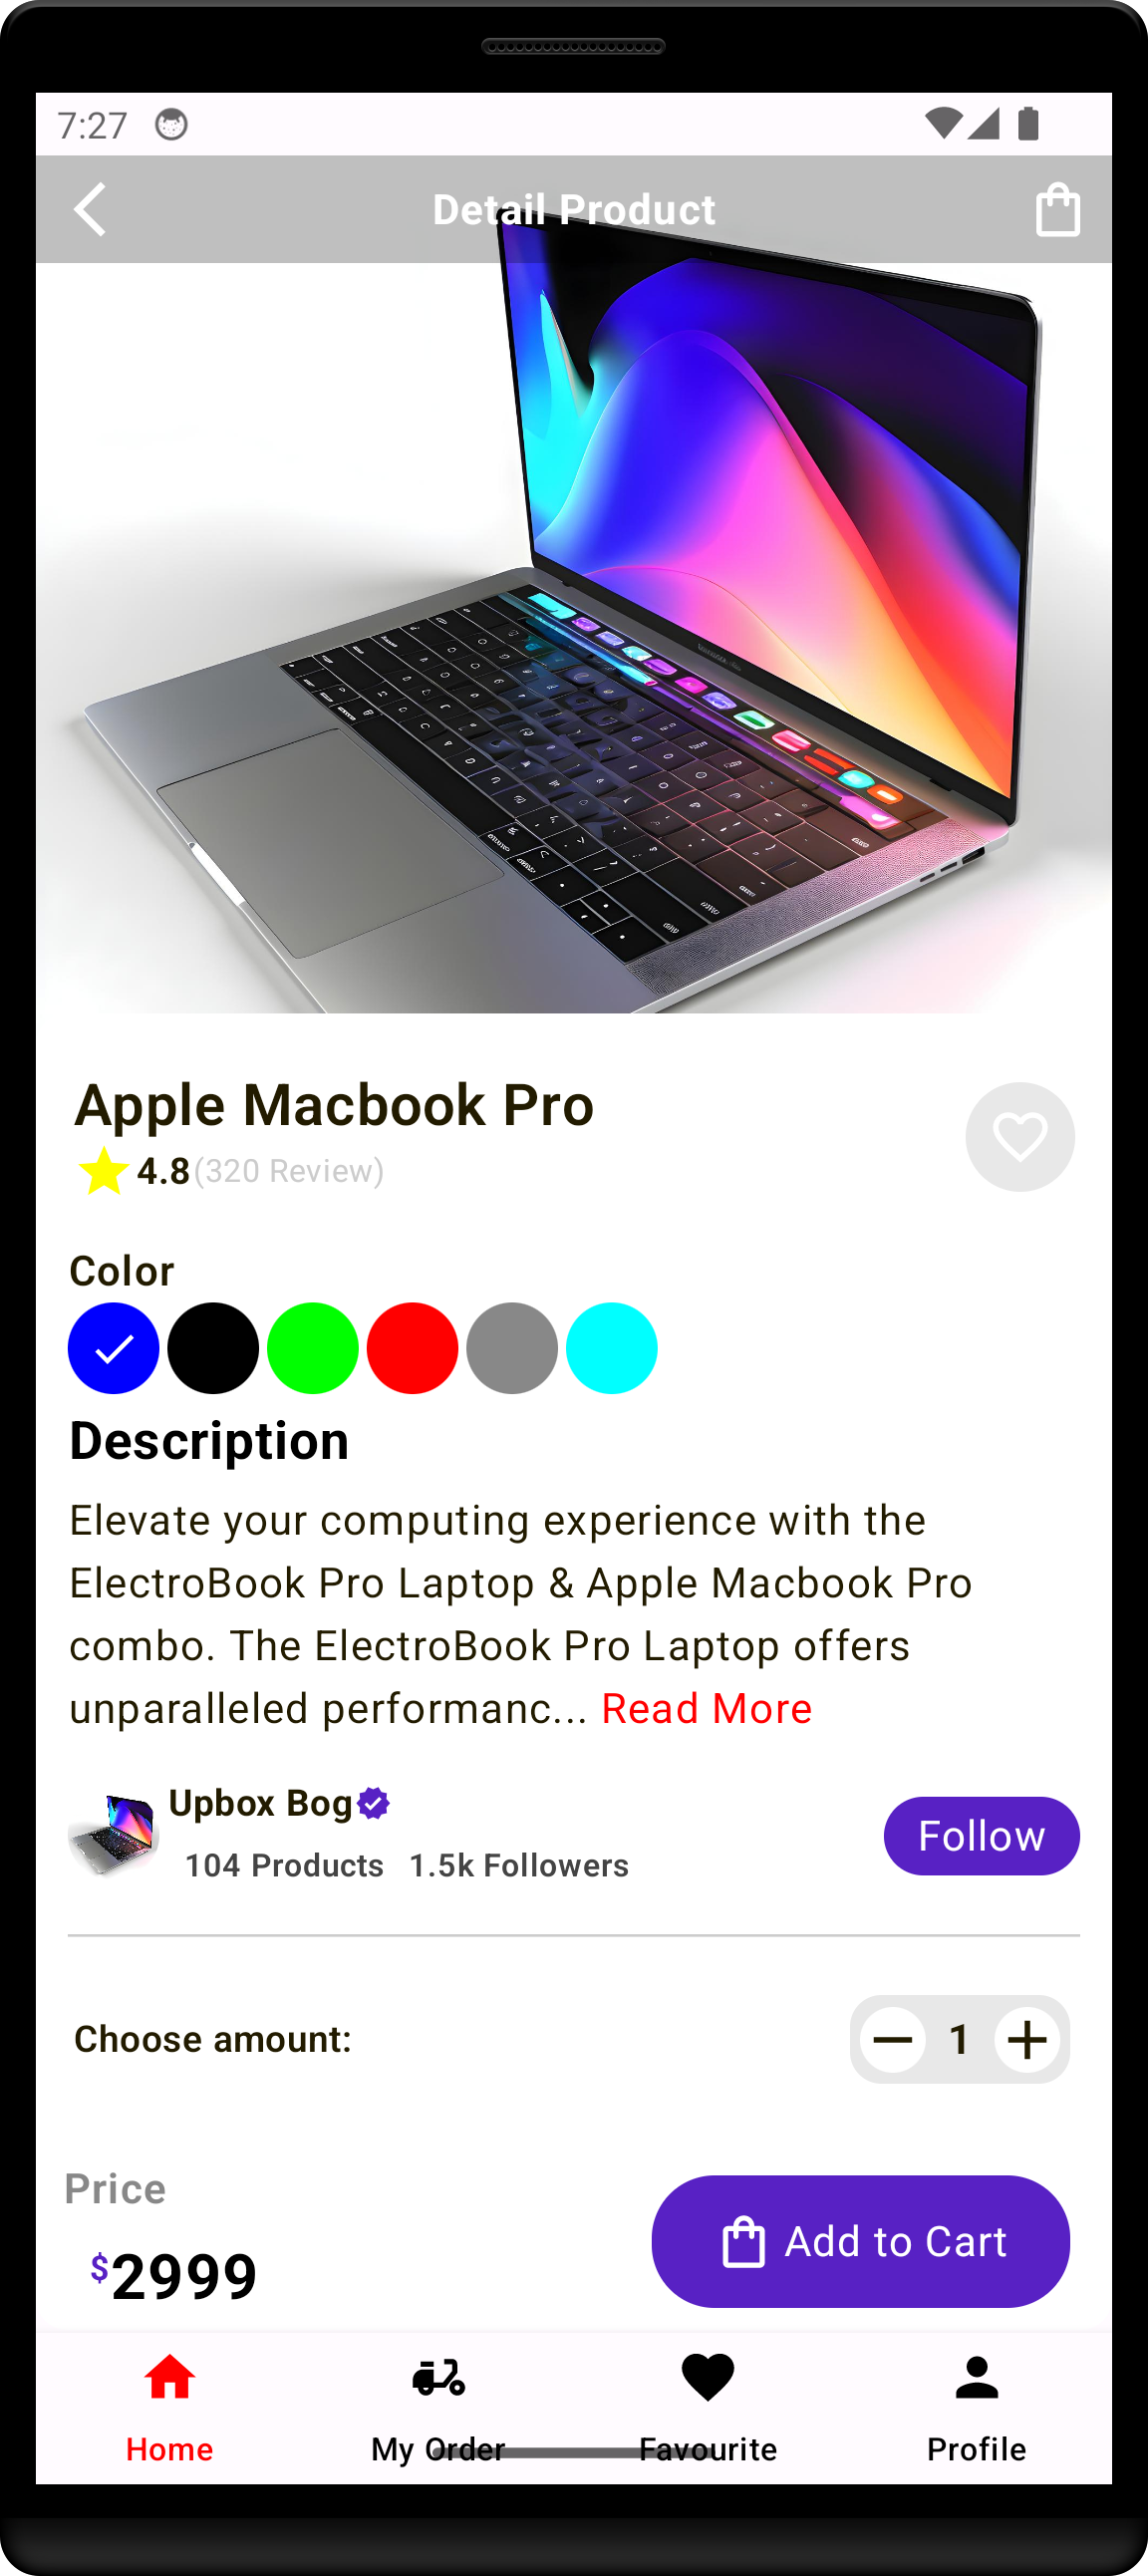 7:27
Detail Product
Apple Macbook Pro
4.8(320 Review)
Color
Description
Elevate your computing experience with the
ElectroBook Pro Laptop & Apple Macbook Pro
combo. The ElectroBook Pro Laptop offers
unparalleled performanc... Read More
Upbox Bog
104 Products 1.5k Followers
Follow
Choose amount:
1
Price
$2999
Add to Cart
Home
My Order
Favourite
Profile